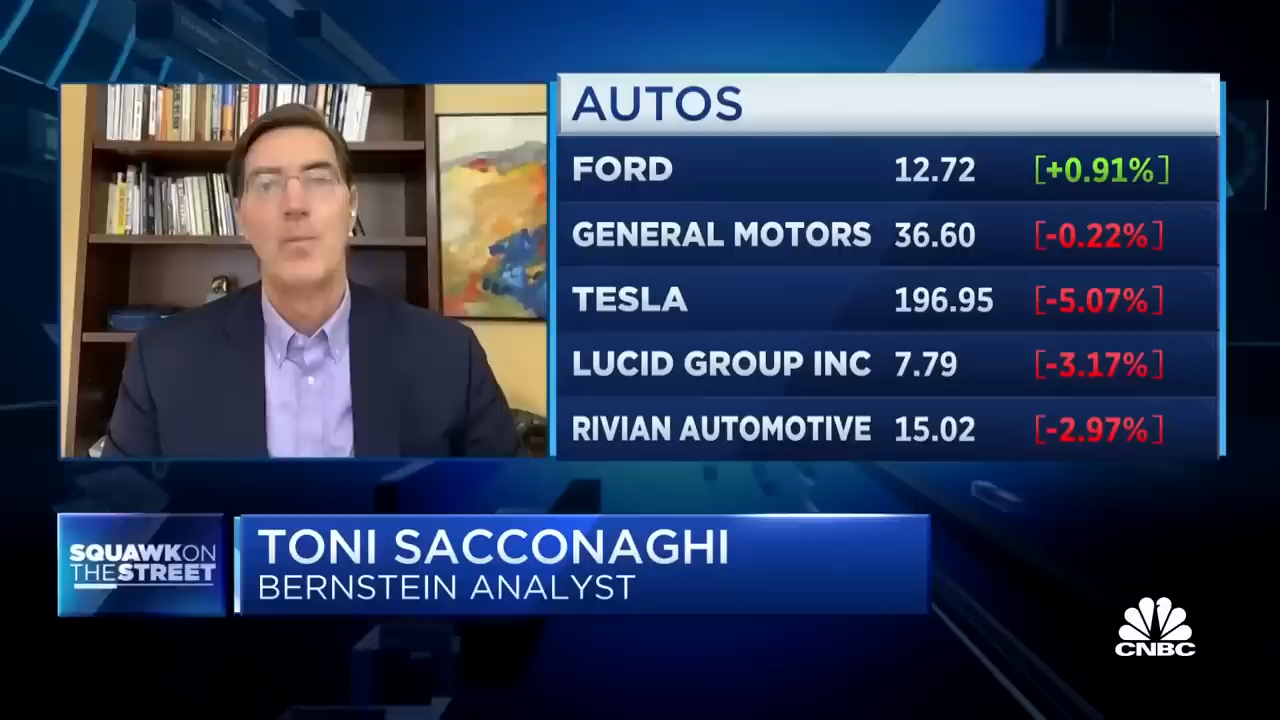 AUTOS
FORD 12.72 [+0.91%]
GENERAL MOTORS 36.60 [-0.22%]
TESLA 196.95 [-5.07%]
LUCID GROUP INC 7.79 [-3.17%]
RIVIAN AUTOMOTIVE 15.02 [-2.97%]
SQUAWK ON
THE STREET
TONI SACCONAGHI
BERNSTEIN ANALYST
CNBC